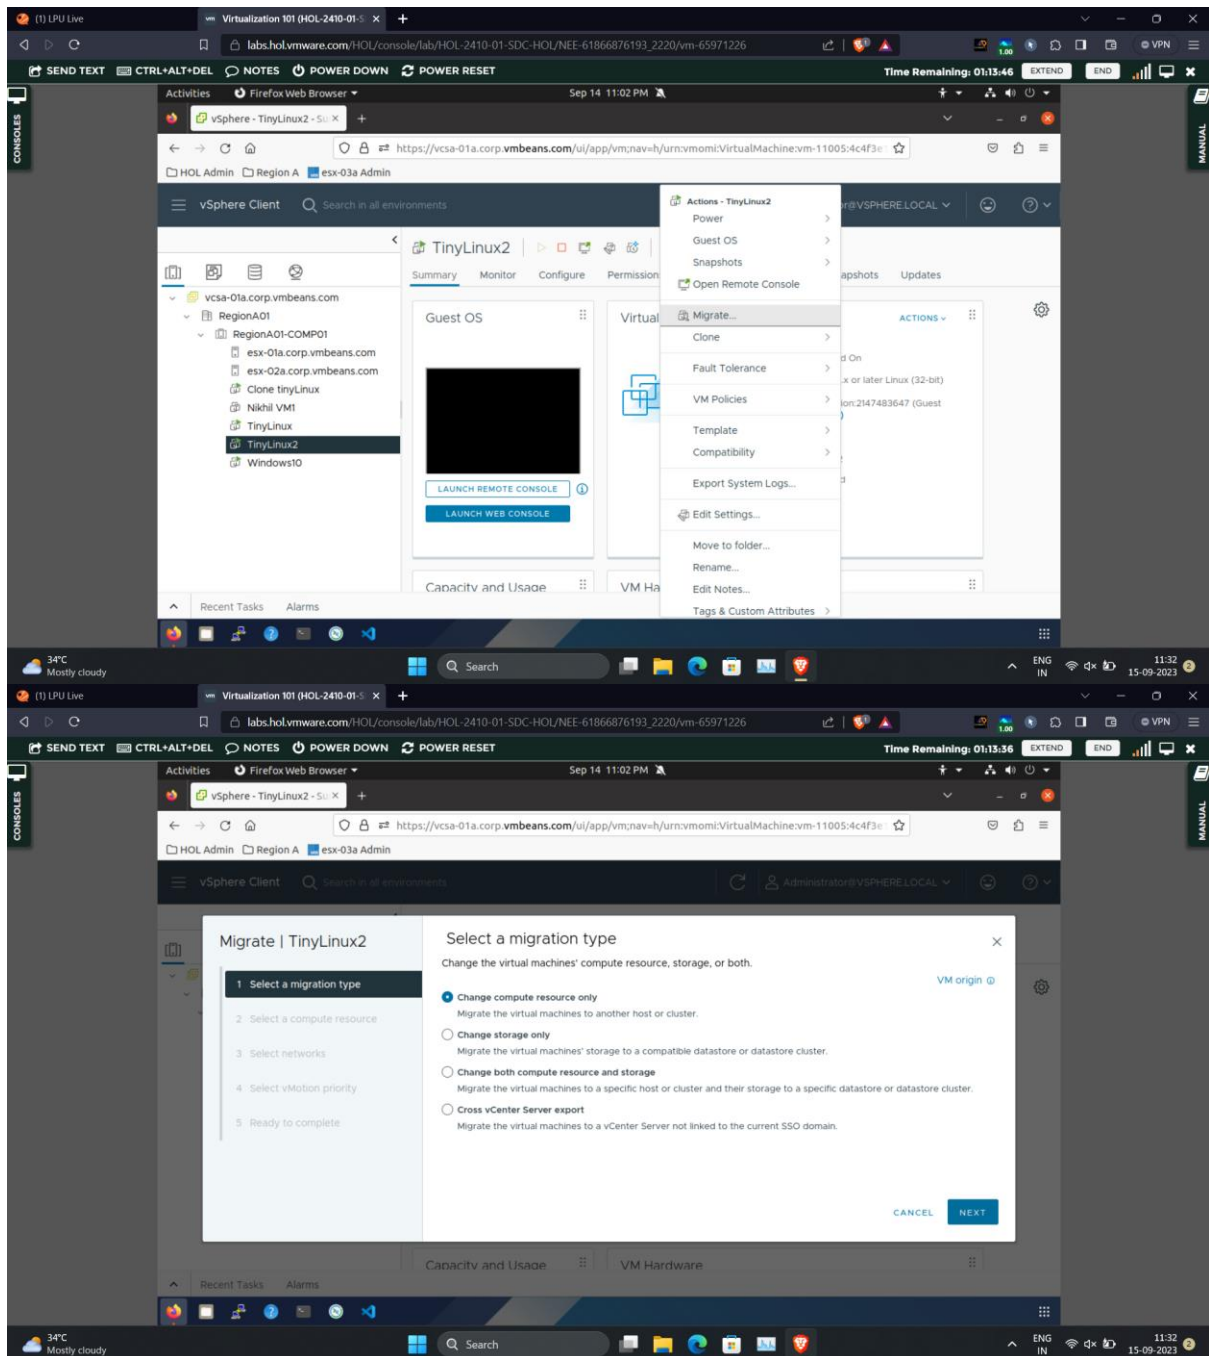 (1) LPU Live
vm Virtualization 101 (HOL-2410-01-S
labs.hol.vmware.com/HOL/console/lab/HOL-2410-01-SDC-HOL/NEE-61866876193_2220/vm-65971226
1.00
VPN
SEND TEXT CTRL+ALT+DEL NOTES POWER DOWN POWER RESET
Time Remaining: 01:13:46 EXTEND END
CONSOLES
MANUAL
Activities Firefox Web Browser Sep 14 11:02 PM
vSphere - TinyLinux2 - Su
https://vcsa-01a.corp.vmbeans.com/ui/app/vm;nav=h/urn:vmomi:VirtualMachine:vm-11005:4c4f3e
HOL Admin Region A esx-03a Admin
vSphere Client Search in all environments
r@VSPHERE.LOCAL
TinyLinux2
Summary Monitor Configure Permission
apshots Updates
vcsa-01a.corp.vmbeans.com
RegionA01
RegionA01-COMP01
esx-01a.corp.vmbeans.com
esx-02a.corp.vmbeans.com
Clone tinyLinux
Nikhil VM1
TinyLinux
TinyLinux2
Windows10
Guest OS
LAUNCH REMOTE CONSOLE
LAUNCH WEB CONSOLE
Virtual
ACTIONS
d On
.x or later Linux (32-bit)
ion:2147483647 (Guest
Actions - TinyLinux2
Power
Guest OS
Snapshots
Open Remote Console
Migrate...
Clone
Fault Tolerance
VM Policies
Template
Compatibility
Export System Logs...
Edit Settings...
Move to folder...
Rename...
Edit Notes...
Tags & Custom Attributes
Capacity and Usage
VM Ha
Recent Tasks Alarms
34°C
Mostly cloudy
Search
ENG
IN
11:32
15-09-2023
2
(1) LPU Live
vm Virtualization 101 (HOL-2410-01-S
labs.hol.vmware.com/HOL/console/lab/HOL-2410-01-SDC-HOL/NEE-61866876193_2220/vm-65971226
1.00
VPN
SEND TEXT CTRL+ALT+DEL NOTES POWER DOWN POWER RESET
Time Remaining: 01:13:36 EXTEND END
CONSOLES
MANUAL
Activities Firefox Web Browser Sep 14 11:02 PM
vSphere - TinyLinux2 - Su
https://vcsa-01a.corp.vmbeans.com/ui/app/vm;nav=h/urn:vmomi:VirtualMachine:vm-11005:4c4f3e
HOL Admin Region A esx-03a Admin
vSphere Client Search in all environments
Administrator@VSPHERE.LOCAL
Migrate | TinyLinux2
1 Select a migration type
2 Select a compute resource
3 Select networks
4 Select vMotion priority
5 Ready to complete
Select a migration type
Change the virtual machines' compute resource, storage, or both.
VM origin
Change compute resource only
Migrate the virtual machines to another host or cluster.
Change storage only
Migrate the virtual machines' storage to a compatible datastore or datastore cluster.
Change both compute resource and storage
Migrate the virtual machines to a specific host or cluster and their storage to a specific datastore or datastore cluster.
Cross vCenter Server export
Migrate the virtual machines to a vCenter Server not linked to the current SSO domain.
CANCEL NEXT
Capacity and Usage
VM Hardware
Recent Tasks Alarms
34°C
Mostly cloudy
Search
ENG
IN
11:32
15-09-2023
2